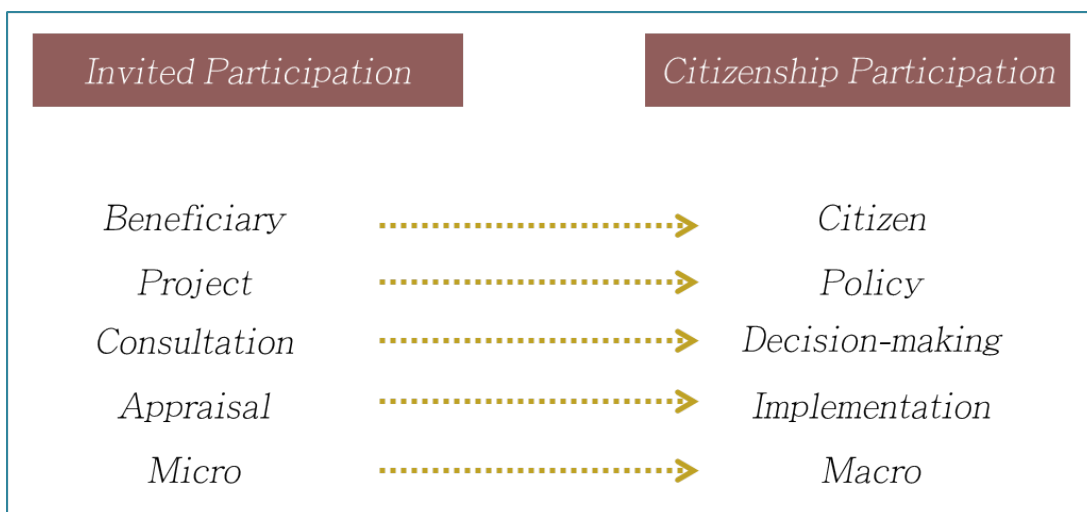 Invited Participation
Citizenship Participation
Beneficiary
Citizen
Project
Policy
Consultation
Decision-making
Appraisal
Implementation
Micro
Macro